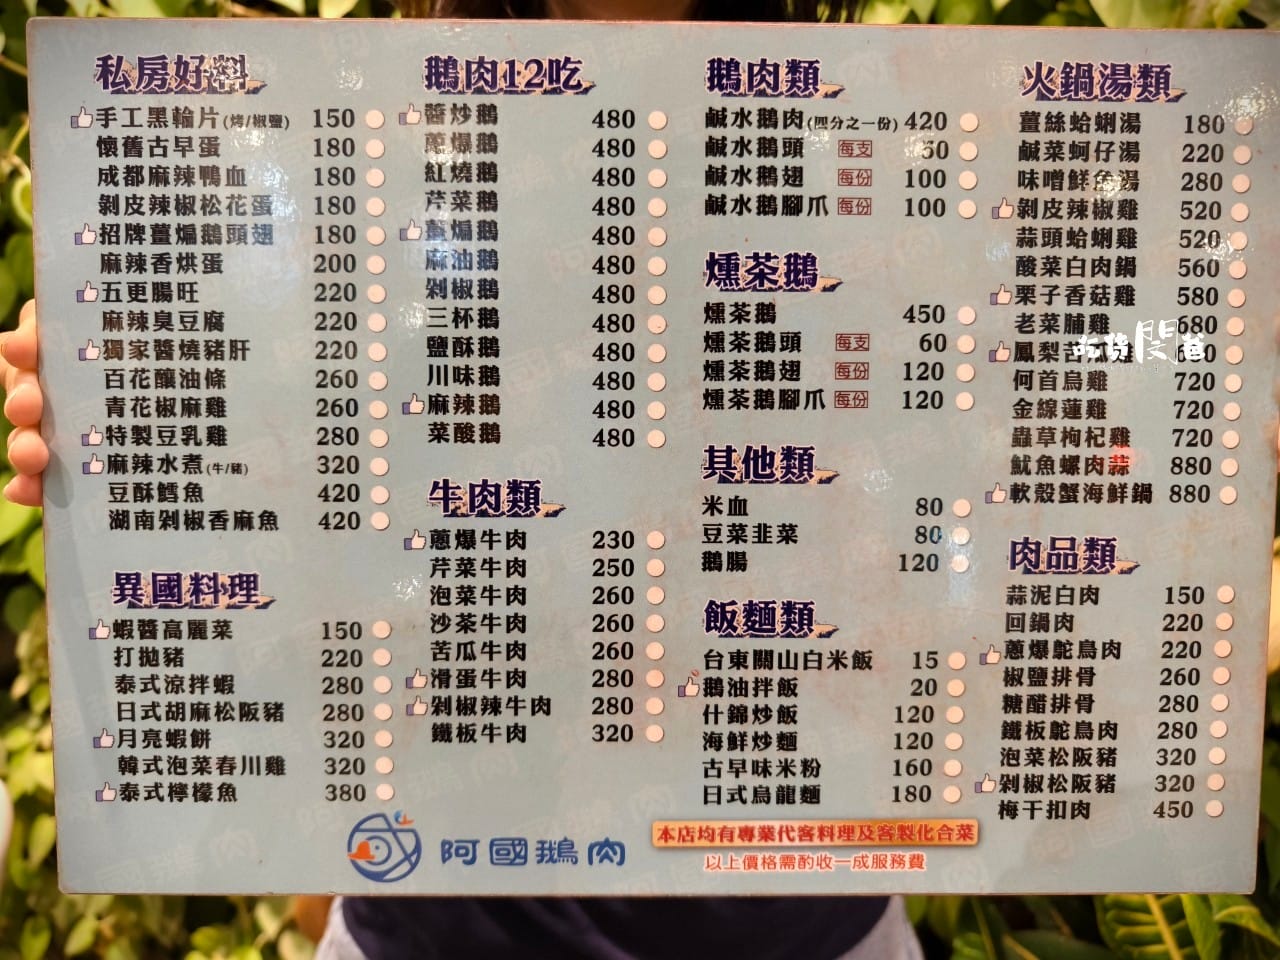 私房好料
手工黑輪片(烤/椒鹽) 150
懷舊古早蛋 180
成都麻辣鴨血 180
剝皮辣椒松花蛋 180
招牌薑煸鵝頭翅 180
麻辣香烘蛋 200
五更腸旺 220
麻辣臭豆腐 220
獨家醬燒豬肝 220
百花釀油條 260
青花椒麻雞 260
特製豆乳雞 280
麻辣水煮(牛/豬) 320
豆酥鱈魚 420
湖南剁椒香麻魚 420
異國料理
蝦醬高麗菜 150
打拋豬 220
泰式涼拌蝦 280
日式胡麻松阪豬 280
月亮蝦餅 320
韓式泡菜春川雞 320
泰式檸檬魚 380
鵝肉12吃
醬炒鵝 480
蔥爆鵝 480
紅燒鵝 480
芹菜鵝 480
薑煸鵝 480
麻油鵝 480
剁椒鵝 480
三杯鵝 480
鹽酥鵝 480
川味鵝 480
麻辣鵝 480
菜酸鵝 480
牛肉類
蔥爆牛肉 230
芹菜牛肉 250
泡菜牛肉 260
沙茶牛肉 260
苦瓜牛肉 260
滑蛋牛肉 280
剁椒辣牛肉 280
鐵板牛肉 320
鵝肉類
鹹水鵝肉(四分之一份) 420
鹹水鵝頭 每支 50
鹹水鵝翅 每份 100
鹹水鵝腳爪 每份 100
燻茶鵝
燻茶鵝 450
燻茶鵝頭 每支 60
燻茶鵝翅 每份 120
燻茶鵝腳爪 每份 120
其他類
米血 80
豆菜韭菜 80
鵝腸 120
飯麵類
台東關山白米飯 15
鵝油拌飯 20
什錦炒飯 120
海鮮炒麵 120
古早味米粉 160
日式烏龍麵 180
火鍋湯類
薑絲蛤蜊湯 180
鹹菜蚵仔湯 220
味噌鮮魚湯 280
剝皮辣椒雞 520
蒜頭蛤蜊雞 520
酸菜白肉鍋 560
栗子香菇雞 580
老菜脯雞 680
鳳梨苦瓜雞
何首烏雞 720
金線蓮雞 720
蟲草枸杞雞 720
魷魚螺肉蒜 880
軟殼蟹海鮮鍋 880
肉品類
蒜泥白肉 150
回鍋肉 220
蔥爆鴕鳥肉 220
椒鹽排骨 260
糖醋排骨 280
鐵板鴕鳥肉 280
泡菜松阪豬 320
剁椒松阪豬 320
梅干扣肉 450
阿國鵝肉
本店均有專業代客料理及客製化合菜
以上價格需酌收一成服務費